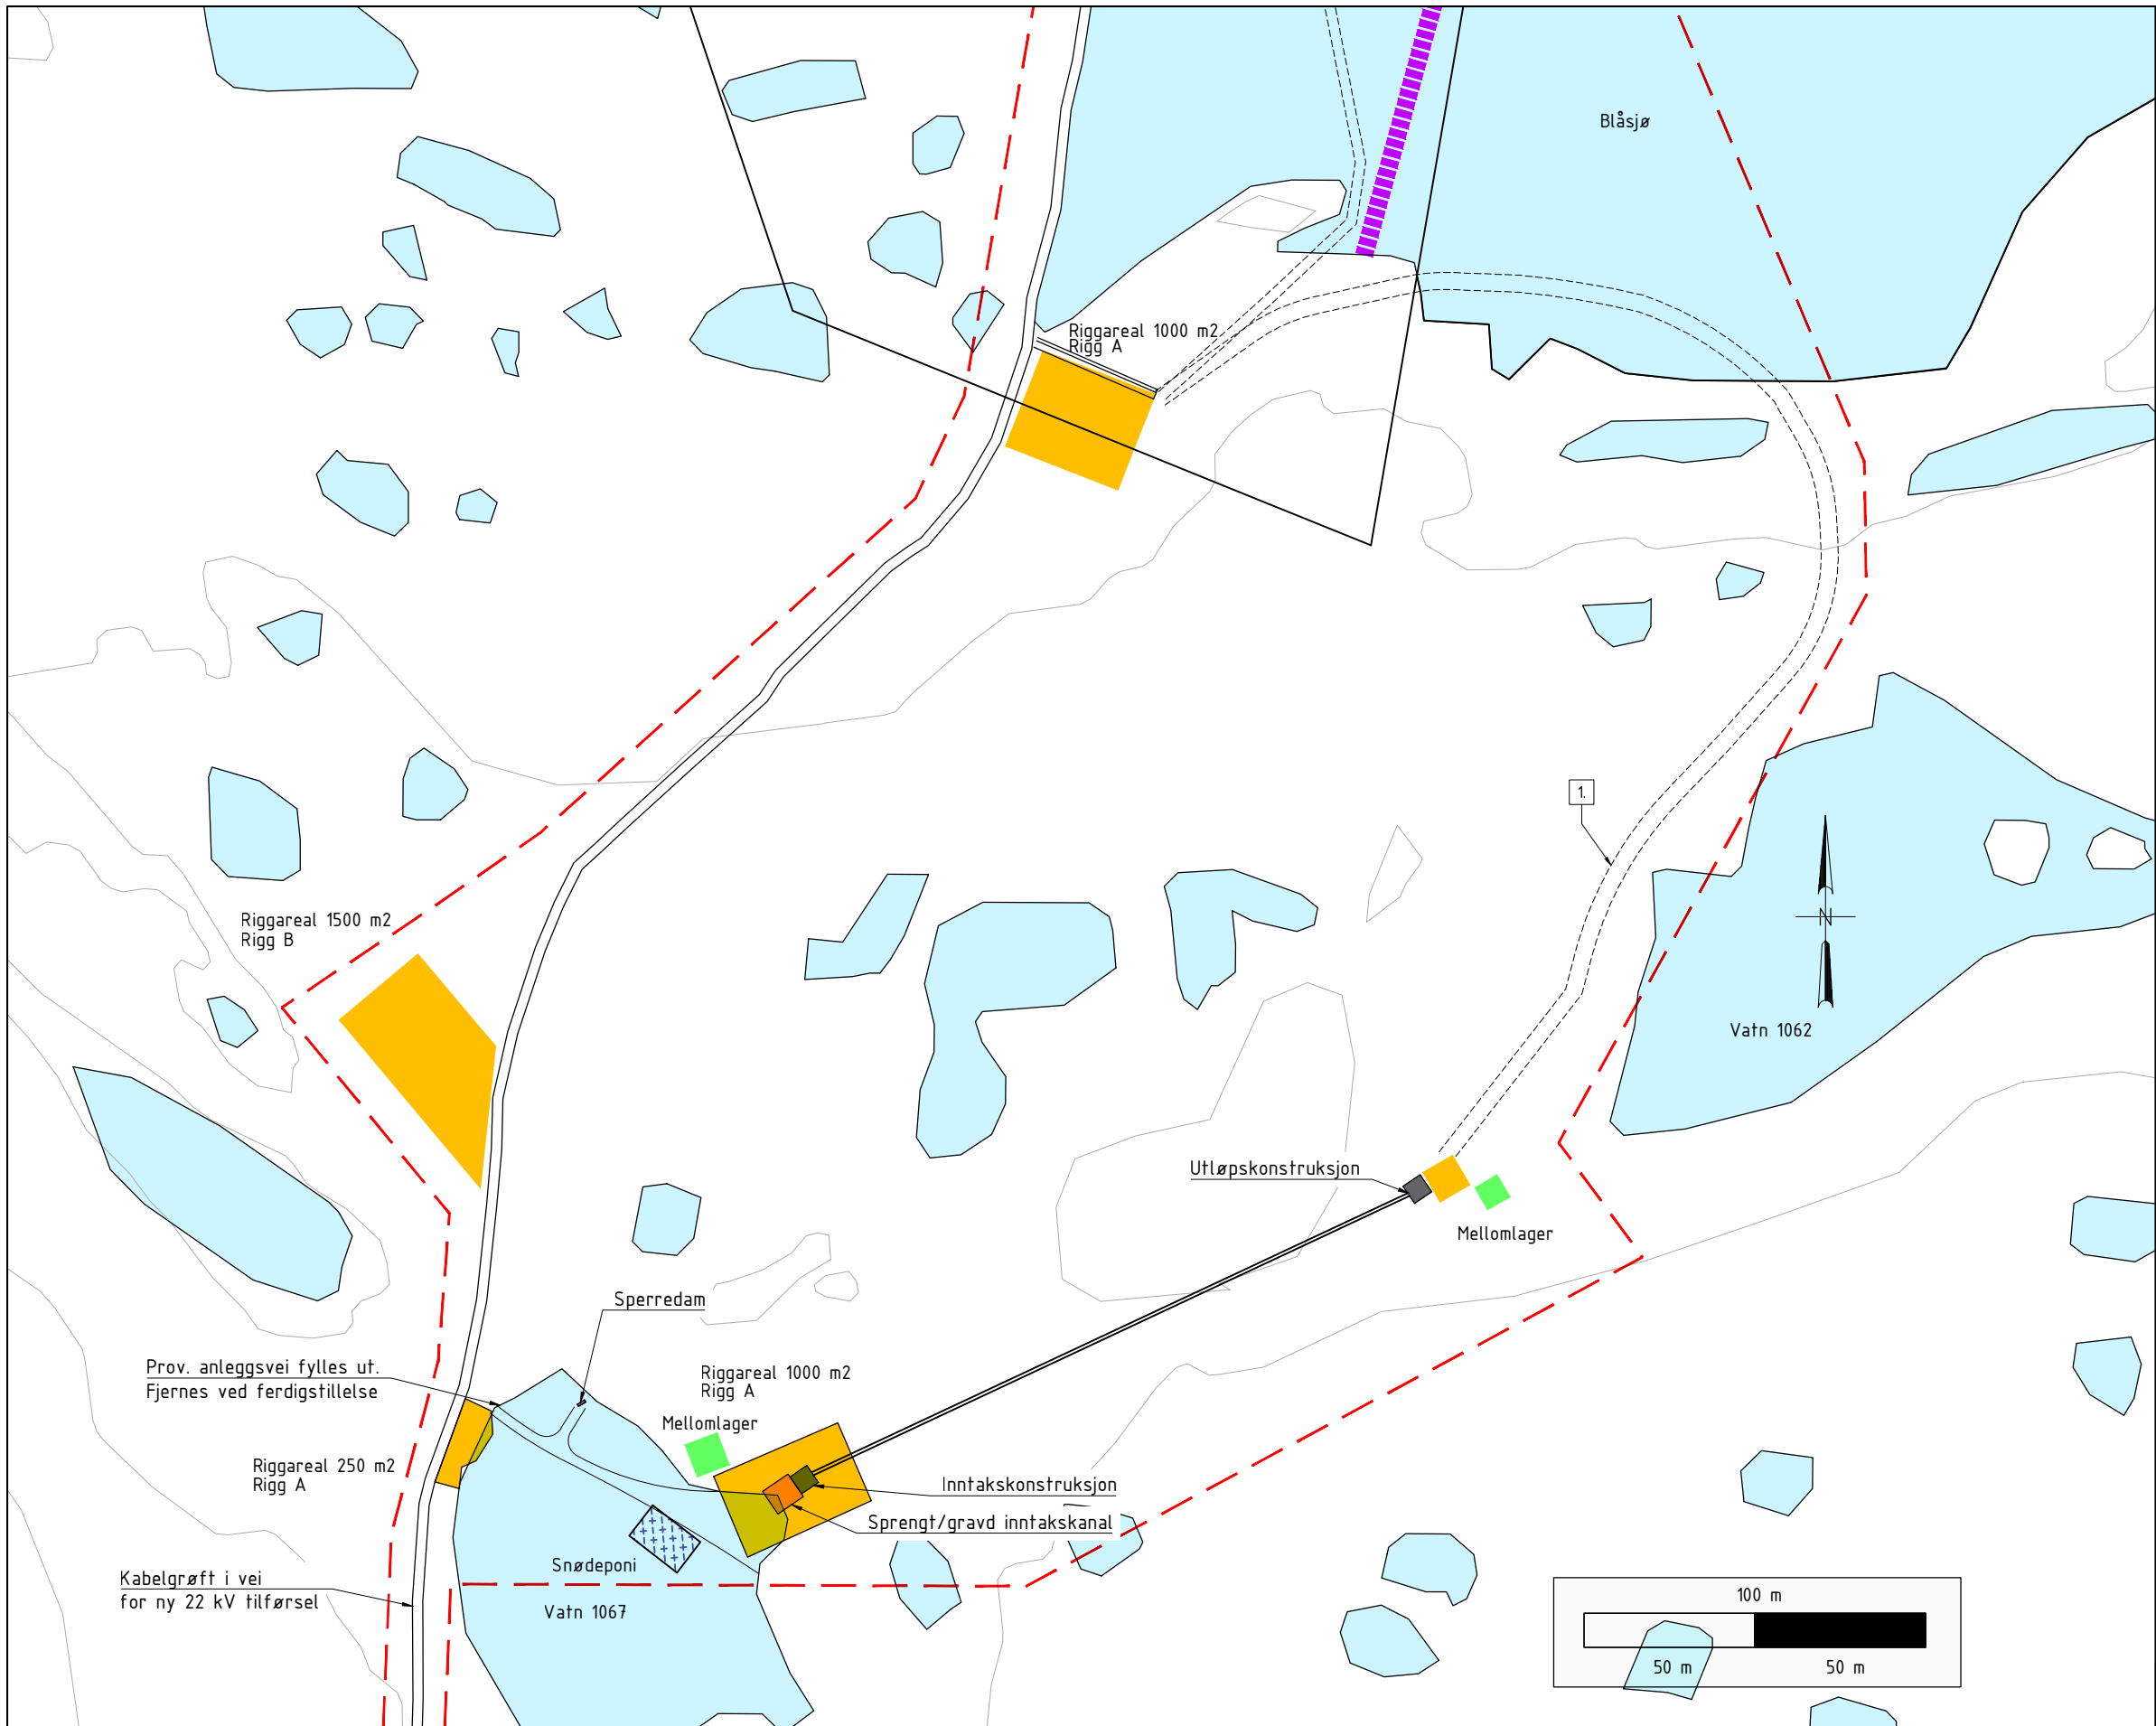 Blåsjø
Riggareal 1000 m2
Rigg A
1.
Riggareal 1500 m2
Rigg B
N
Vatn 1062
Utløpskonstruksjon
Mellomlager
Sperredam
Prov. anleggsvei fylles ut.
Fjernes ved ferdigstillelse
Riggareal 1000 m2
Rigg A
Mellomlager
Riggareal 250 m2
Rigg A
Inntakskonstruksjon
Sprengt/gravd inntakskanal
Snødeponi
Kabelgrøft i vei
for ny 22 kV tilførsel
Vatn 1067
100 m
50 m
50 m